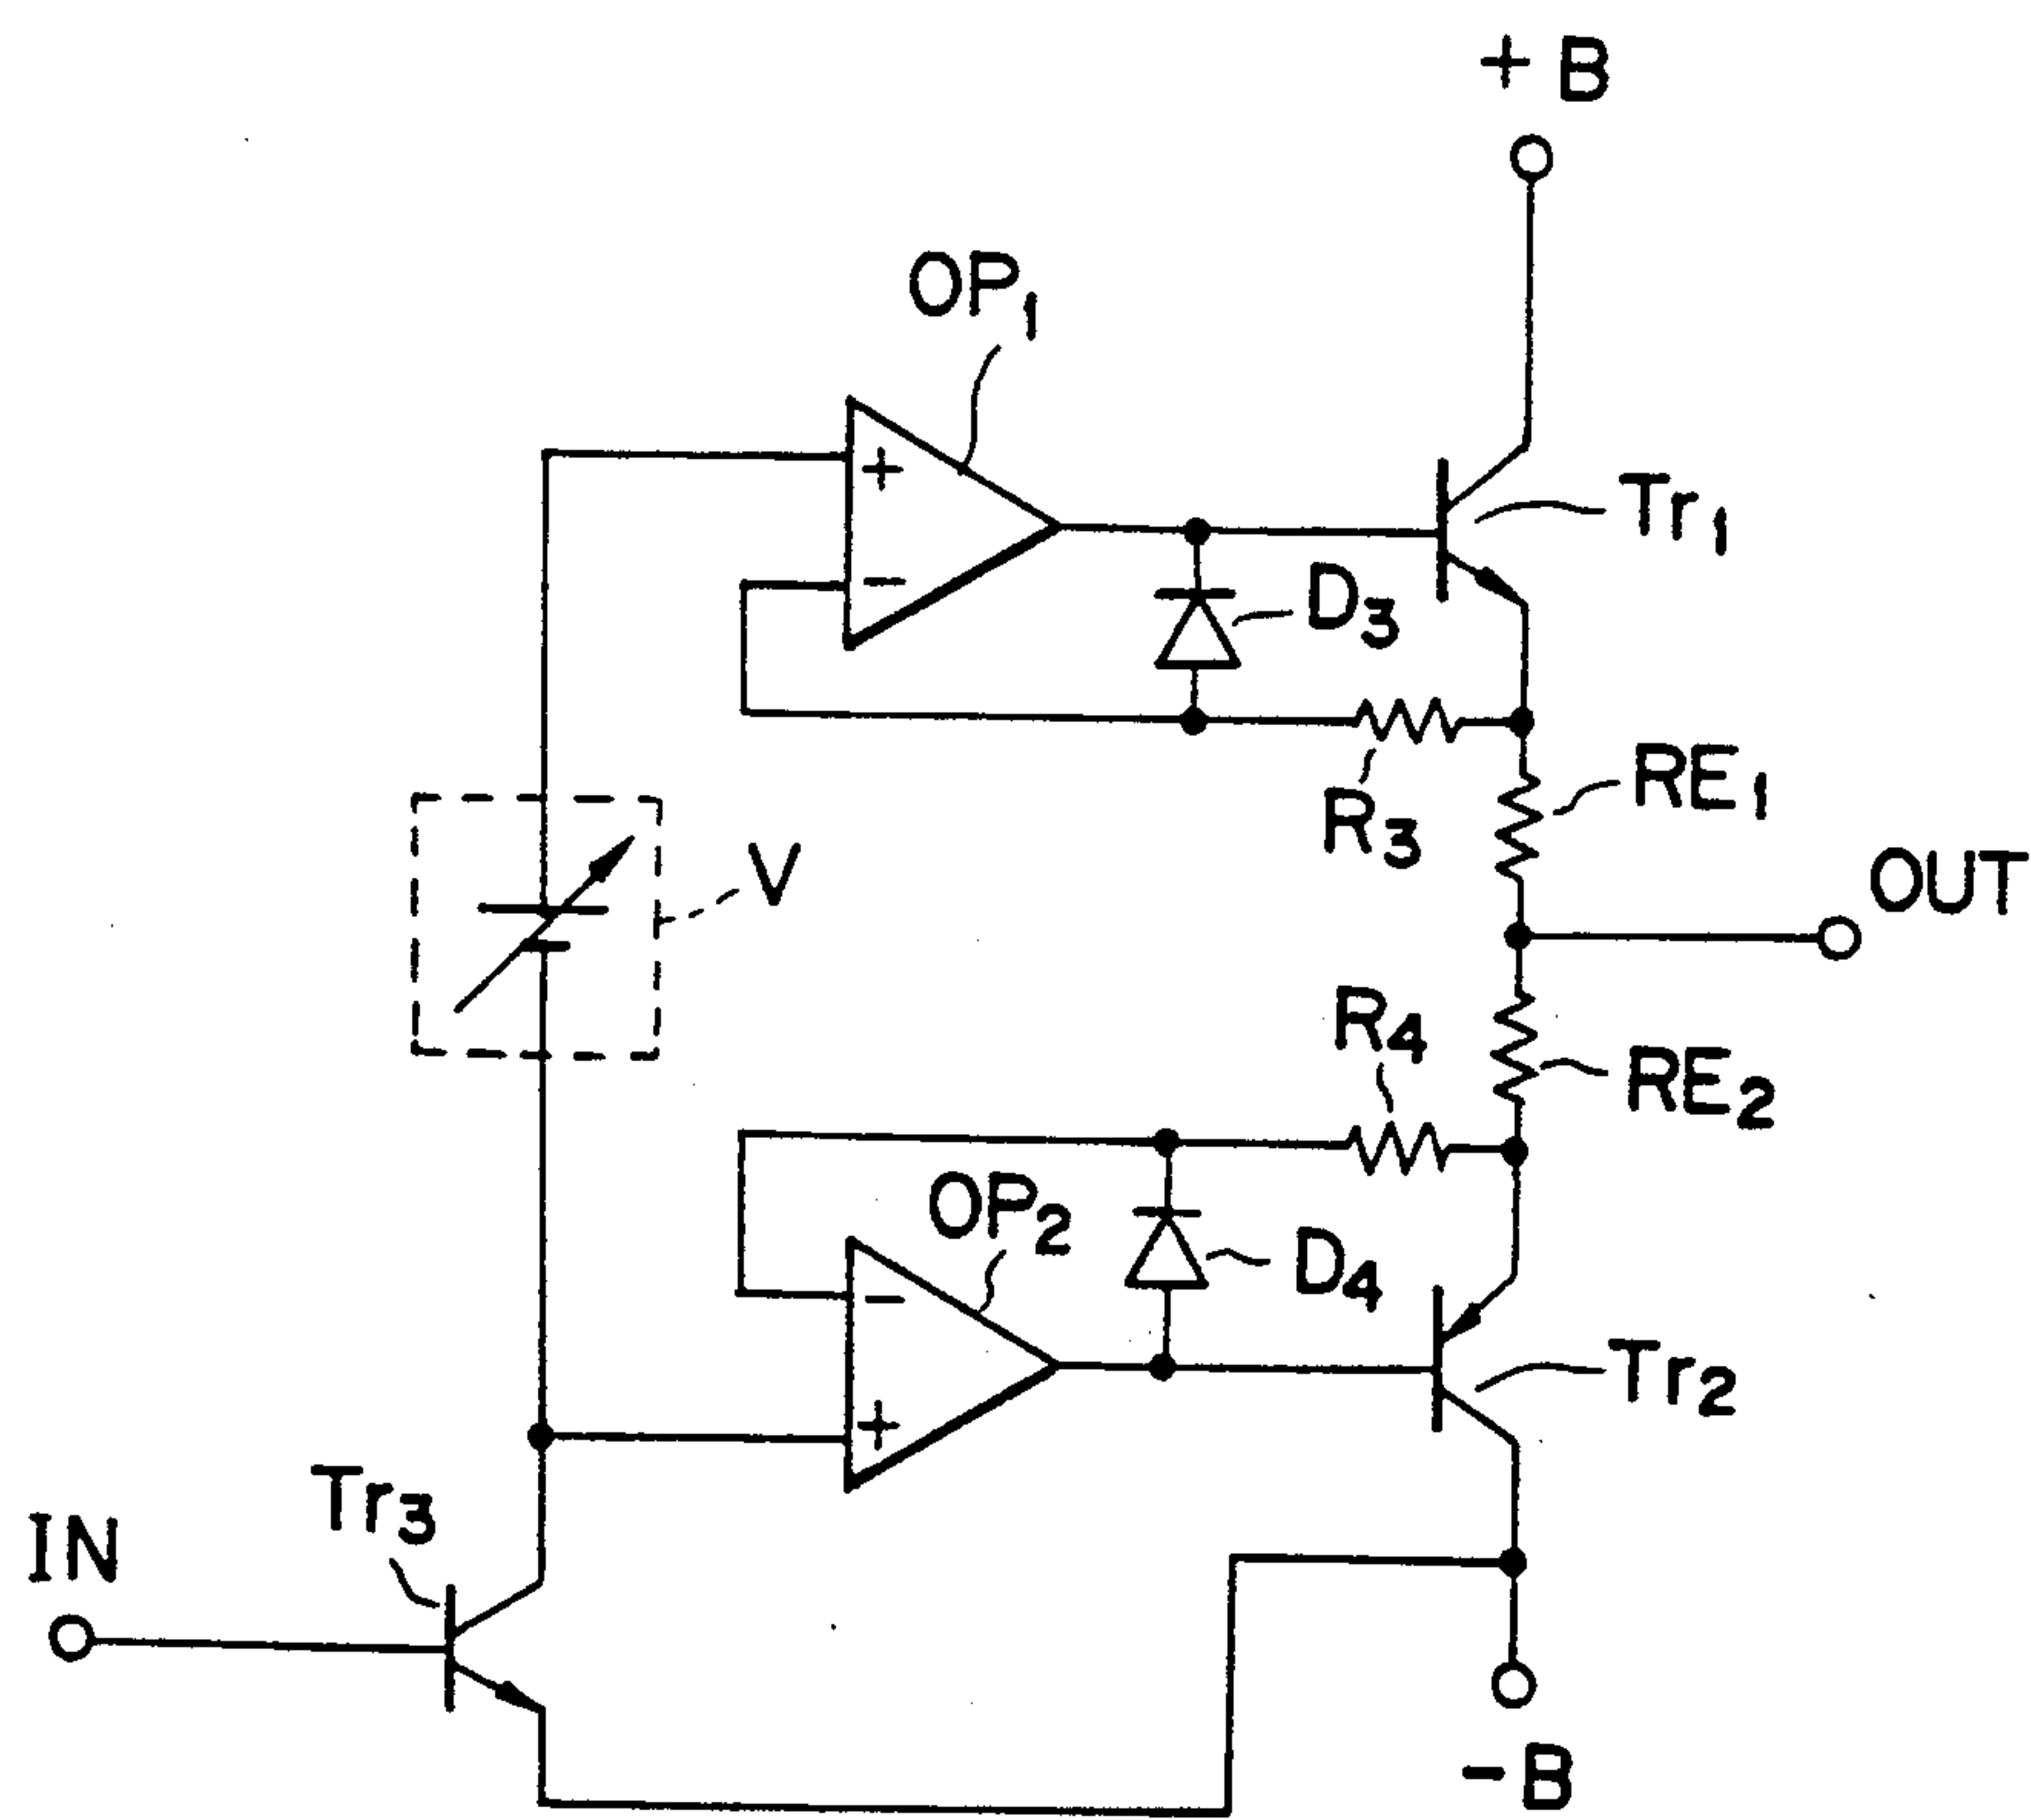 +B
OP1
Tr1
D3
R3
RE1
V
OUT
R4
RE2
OP2
D4
Tr2
Tr3
IN
-B
+
-
-
+